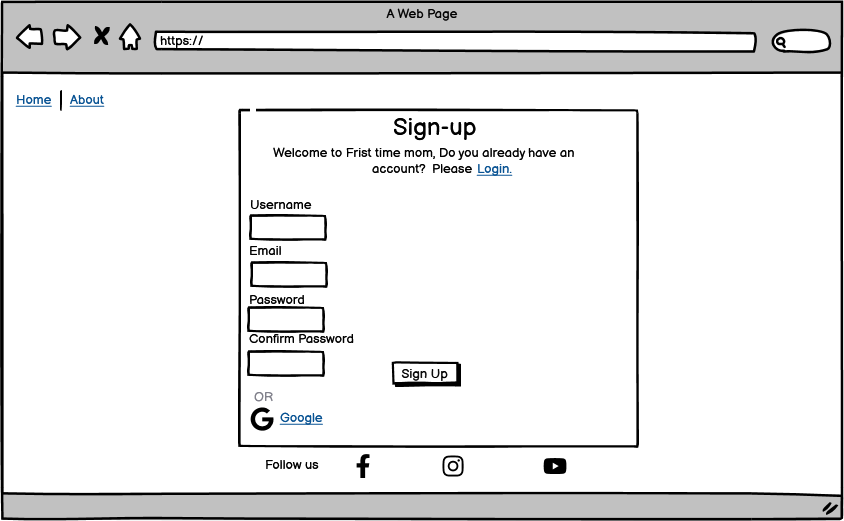 A Web Page
https://
Home About
Sign-up
Welcome to Frist time mom, Do you already have an
account? Please Login.
Username
Email
Password
Confirm Password
Sign Up
OR
G Google
Follow us